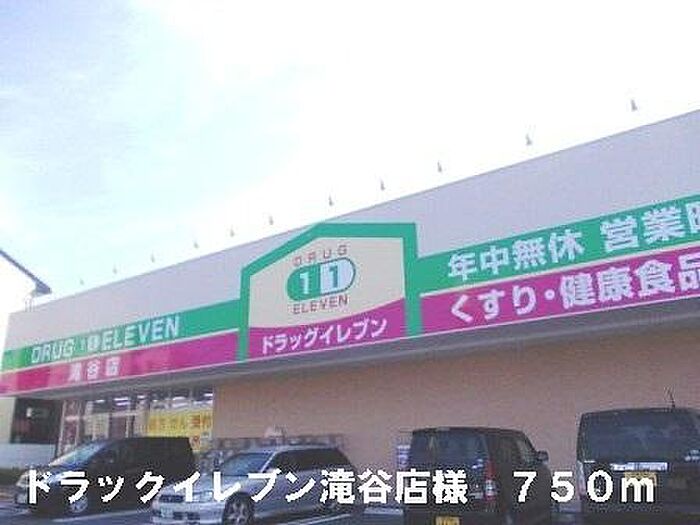 年中無休 営業時
くすり・健康食品
DRUG
11
ELEVEN
ドラッグイレブン
DRUG 11 ELEVEN
滝谷店
ドラックイレブン滝谷店様　７５０ｍ